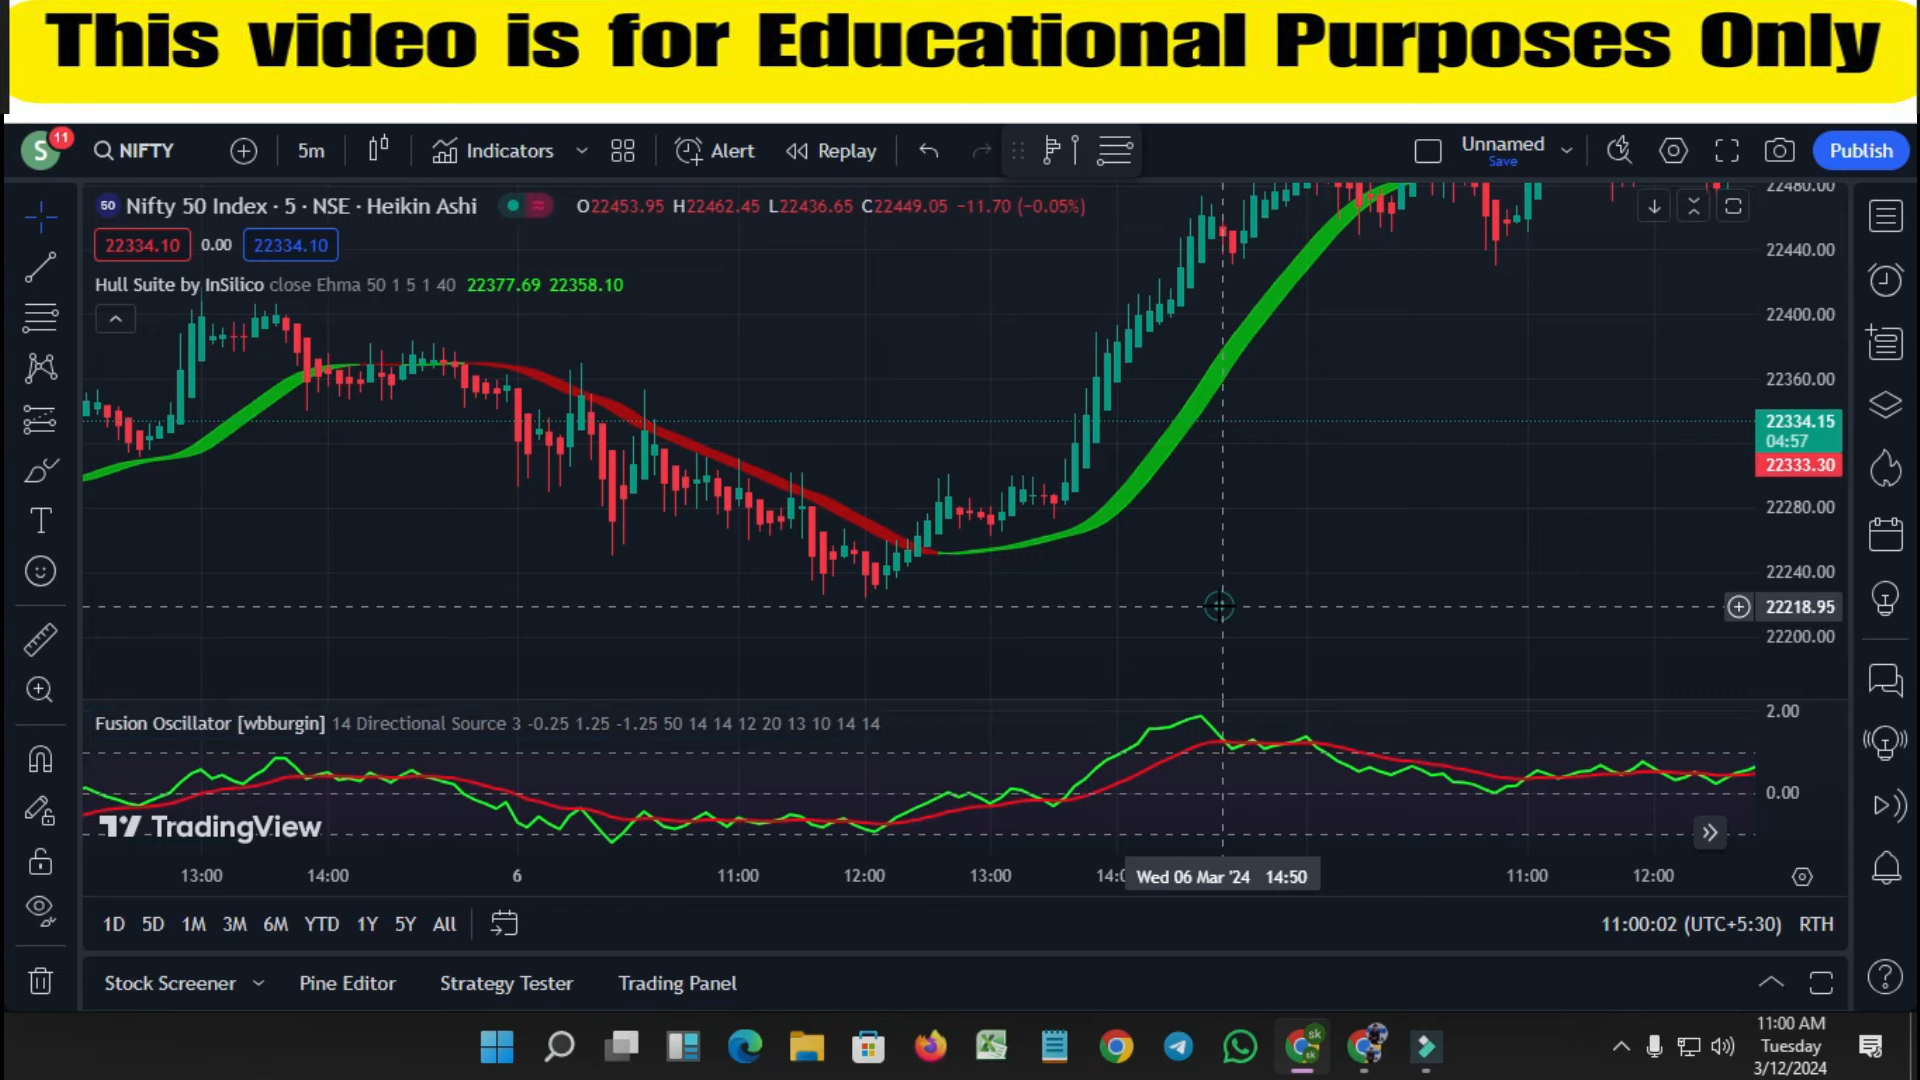 This video is for Educational Purposes Only
S 11 NIFTY 5m Indicators Alert Replay Unnamed Save Publish
50 Nifty 50 Index · 5 · NSE · Heikin Ashi O22453.95 H22462.45 L22436.65 C22449.05 −11.70 (−0.05%)
22334.10 0.00 22334.10
Hull Suite by InSilico close Ehma 50 1 5 1 40 22377.69 22358.10
22480.00
22440.00
22400.00
22360.00
22334.15
04:57
22333.30
22280.00
22240.00
22218.95
22200.00
Fusion Oscillator [wbburgin] 14 Directional Source 3 -0.25 1.25 -1.25 50 14 14 12 20 13 10 14 14
2.00
0.00
TradingView
13:00 14:00 6 11:00 12:00 13:00 Wed 06 Mar '24 14:50 11:00 12:00
1D 5D 1M 3M 6M YTD 1Y 5Y All 11:00:02 (UTC+5:30) RTH
Stock Screener Pine Editor Strategy Tester Trading Panel
11:00 AM
Tuesday
3/12/2024